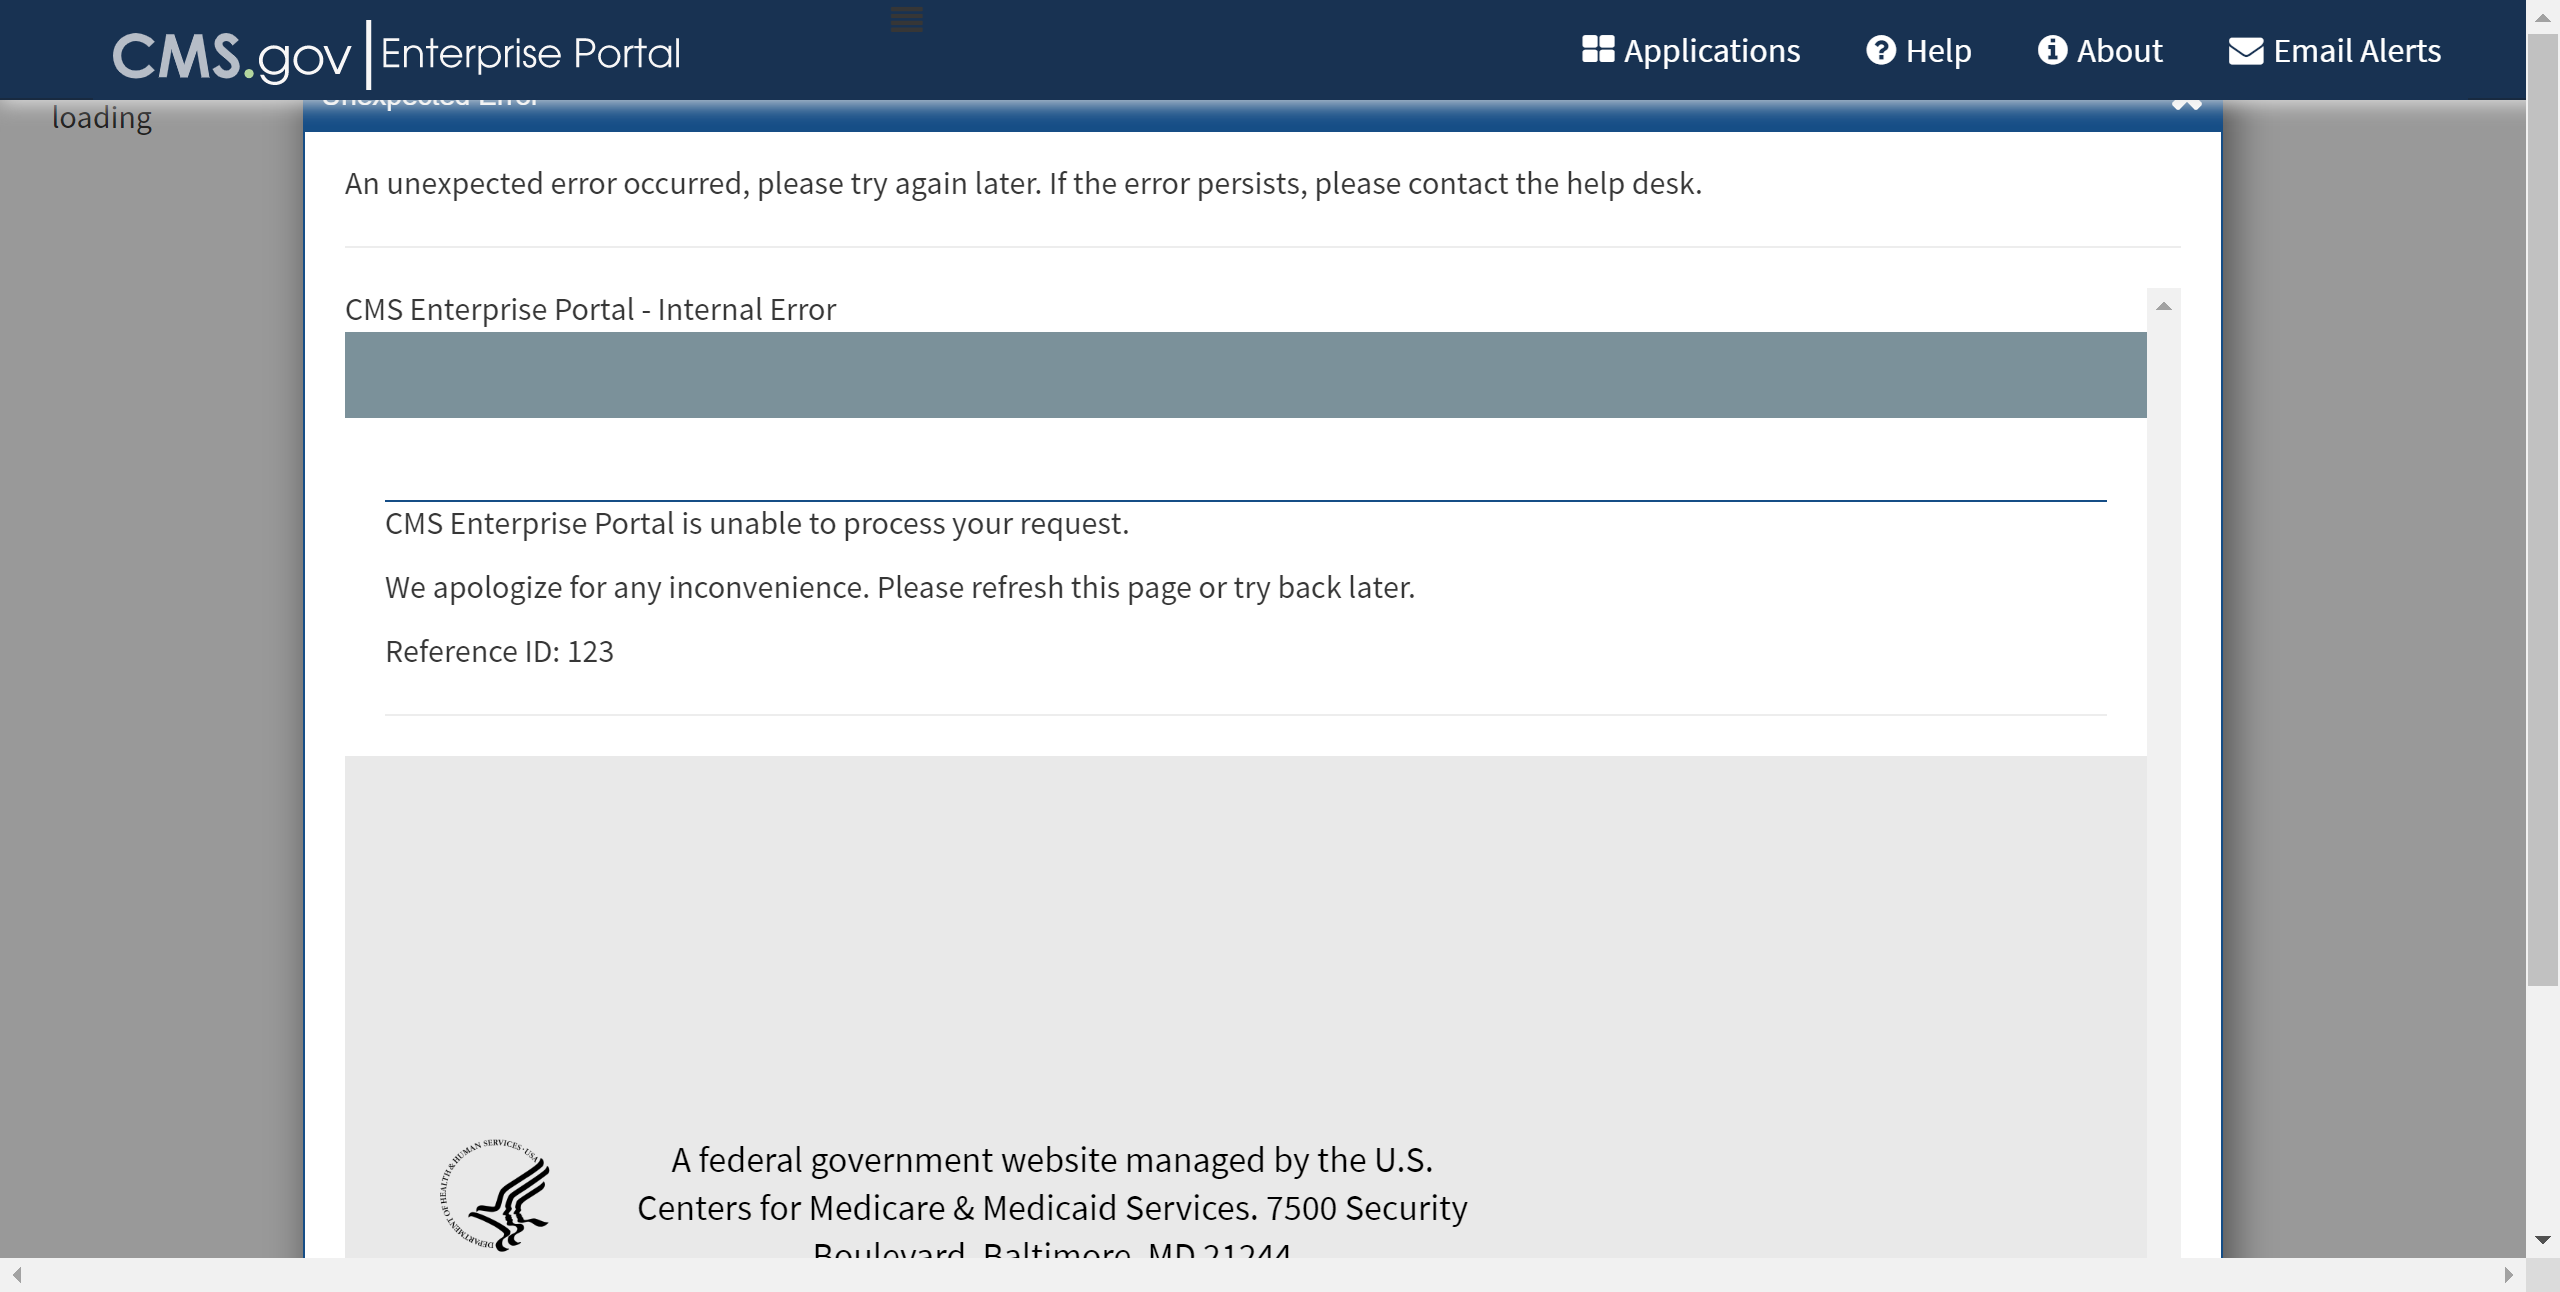 CMS.gov Enterprise Portal
Applications
Help
About
Email Alerts
loading
Unexpected Error
An unexpected error occurred, please try again later. If the error persists, please contact the help desk.
CMS Enterprise Portal - Internal Error
CMS Enterprise Portal is unable to process your request.
We apologize for any inconvenience. Please refresh this page or try back later.
Reference ID: 123
DEPARTMENT OF HEALTH & HUMAN SERVICES · USA
A federal government website managed by the U.S.
Centers for Medicare & Medicaid Services. 7500 Security
Boulevard, Baltimore, MD 21244